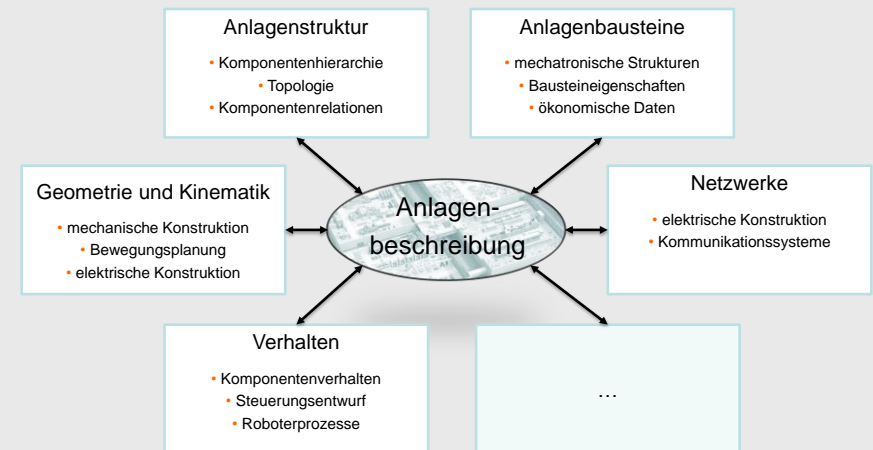 Anlagenstruktur
• Komponentenhierarchie
• Topologie
• Komponentenrelationen
Anlagenbausteine
• mechatronische Strukturen
• Bausteineigenschaften
• ökonomische Daten
Geometrie und Kinematik
• mechanische Konstruktion
• Bewegungsplanung
• elektrische Konstruktion
Anlagen-
beschreibung
Netzwerke
• elektrische Konstruktion
• Kommunikationssysteme
Verhalten
• Komponentenverhalten
• Steuerungsentwurf
• Roboterprozesse
...